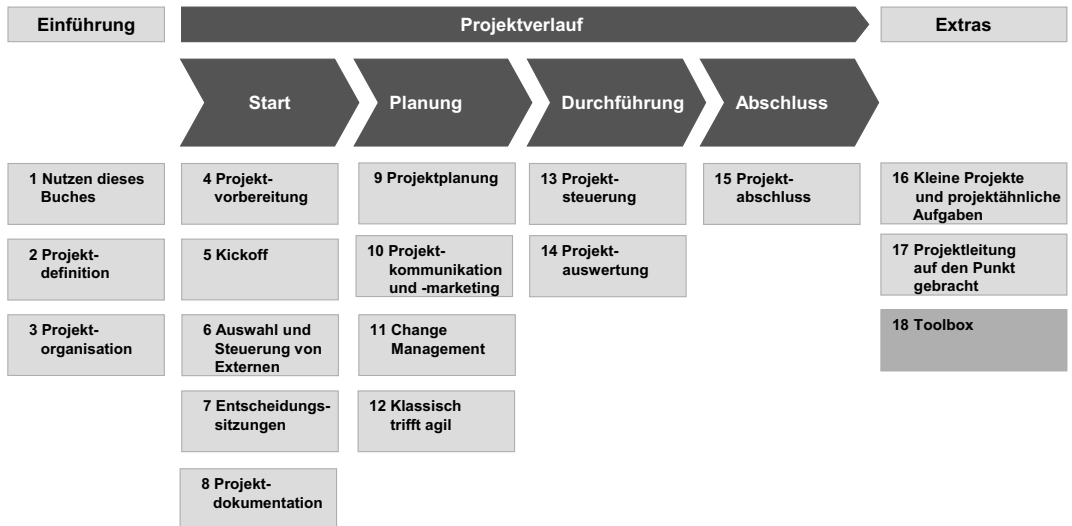 Einführung
Projektverlauf
Extras
Start
Planung
Durchführung
Abschluss
1 Nutzen dieses
Buches
2 Projekt-
definition
3 Projekt-
organisation
4 Projekt-
vorbereitung
5 Kickoff
6 Auswahl und
Steuerung von
Externen
7 Entscheidungs-
sitzungen
8 Projekt-
dokumentation
9 Projektplanung
10 Projekt-
kommunikation
und -marketing
11 Change
Management
12 Klassisch
trifft agil
13 Projekt-
steuerung
14 Projekt-
auswertung
15 Projekt-
abschluss
16 Kleine Projekte
und projektähnliche
Aufgaben
17 Projektleitung
auf den Punkt
gebracht
18 Toolbox